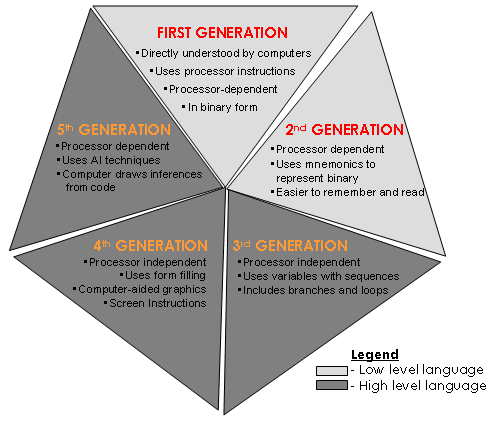 FIRST GENERATION
▪ Directly understood by computers
▪ Uses processor instructions
▪ Processor-dependent
▪ In binary form
2nd GENERATION
▪ Processor dependent
▪ Uses mnemonics to
represent binary
▪ Easier to remember and read
3rd GENERATION
▪ Processor independent
▪ Uses variables with sequences
▪ Includes branches and loops
4th GENERATION
▪ Processor independent
▪ Uses form filling
▪ Computer-aided graphics
▪ Screen Instructions
5th GENERATION
▪ Processor dependent
▪ Uses AI techniques
▪ Computer draws inferences
from code
Legend
- Low level language
- High level language